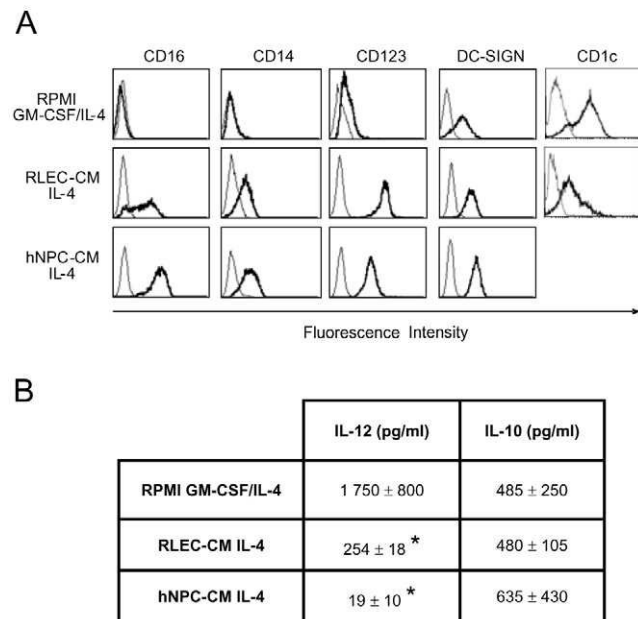 A
CD16 CD14 CD123 DC-SIGN CD1c
RPMI
GM-CSF/IL-4
RLEC-CM
IL-4
hNPC-CM
IL-4
Fluorescence Intensity
B
IL-12 (pg/ml) IL-10 (pg/ml)
RPMI GM-CSF/IL-4 1 750 ± 800 485 ± 250
RLEC-CM IL-4 254 ± 18 * 480 ± 105
hNPC-CM IL-4 19 ± 10 * 635 ± 430